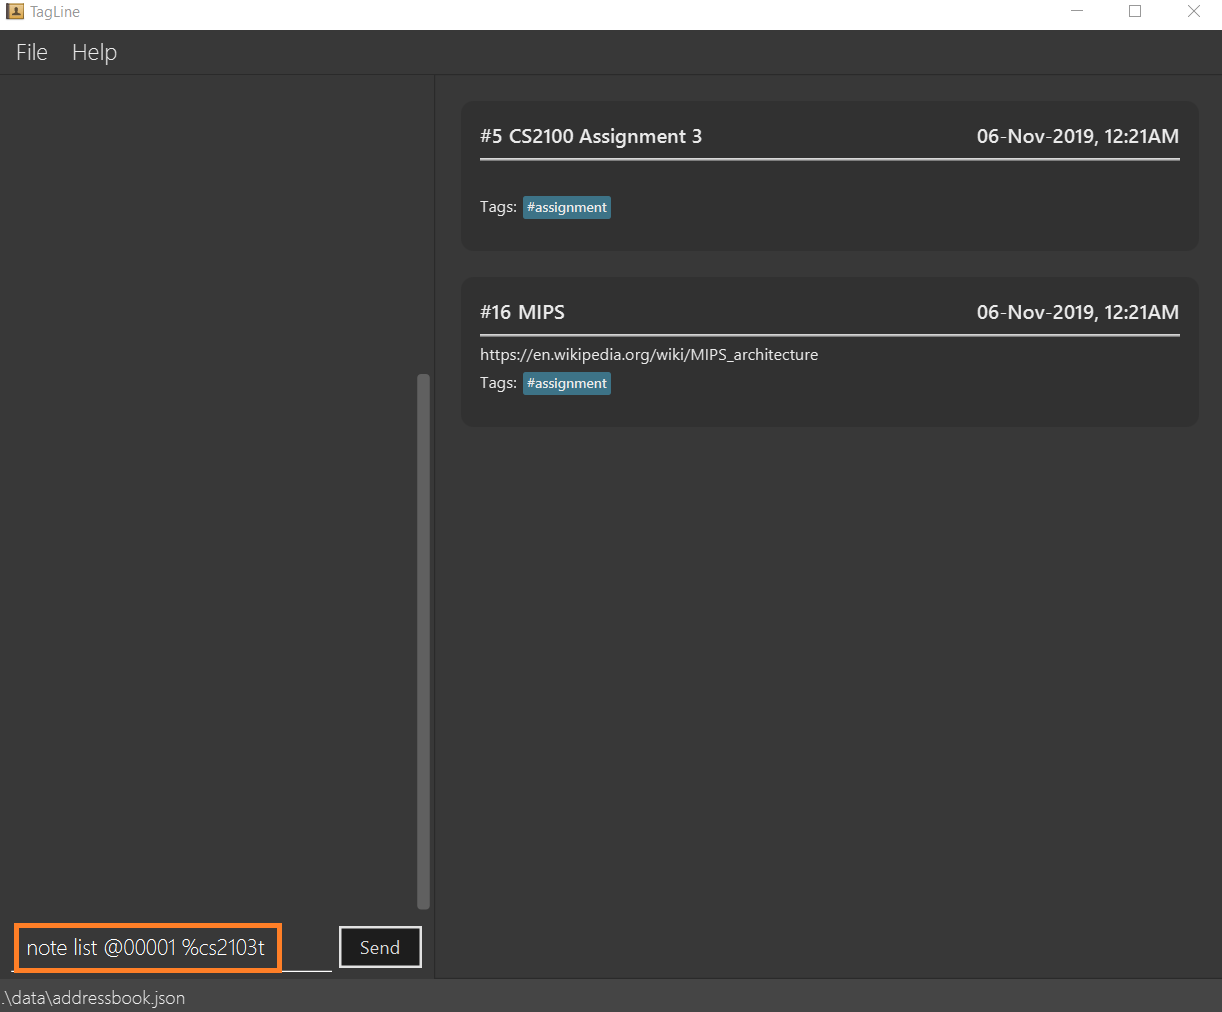 TagLine
File Help
#5 CS2100 Assignment 3 06-Nov-2019, 12:21AM
Tags: #assignment
#16 MIPS 06-Nov-2019, 12:21AM
https://en.wikipedia.org/wiki/MIPS_architecture
Tags: #assignment
note list @00001 %cs2103t Send
.\data\addressbook.json